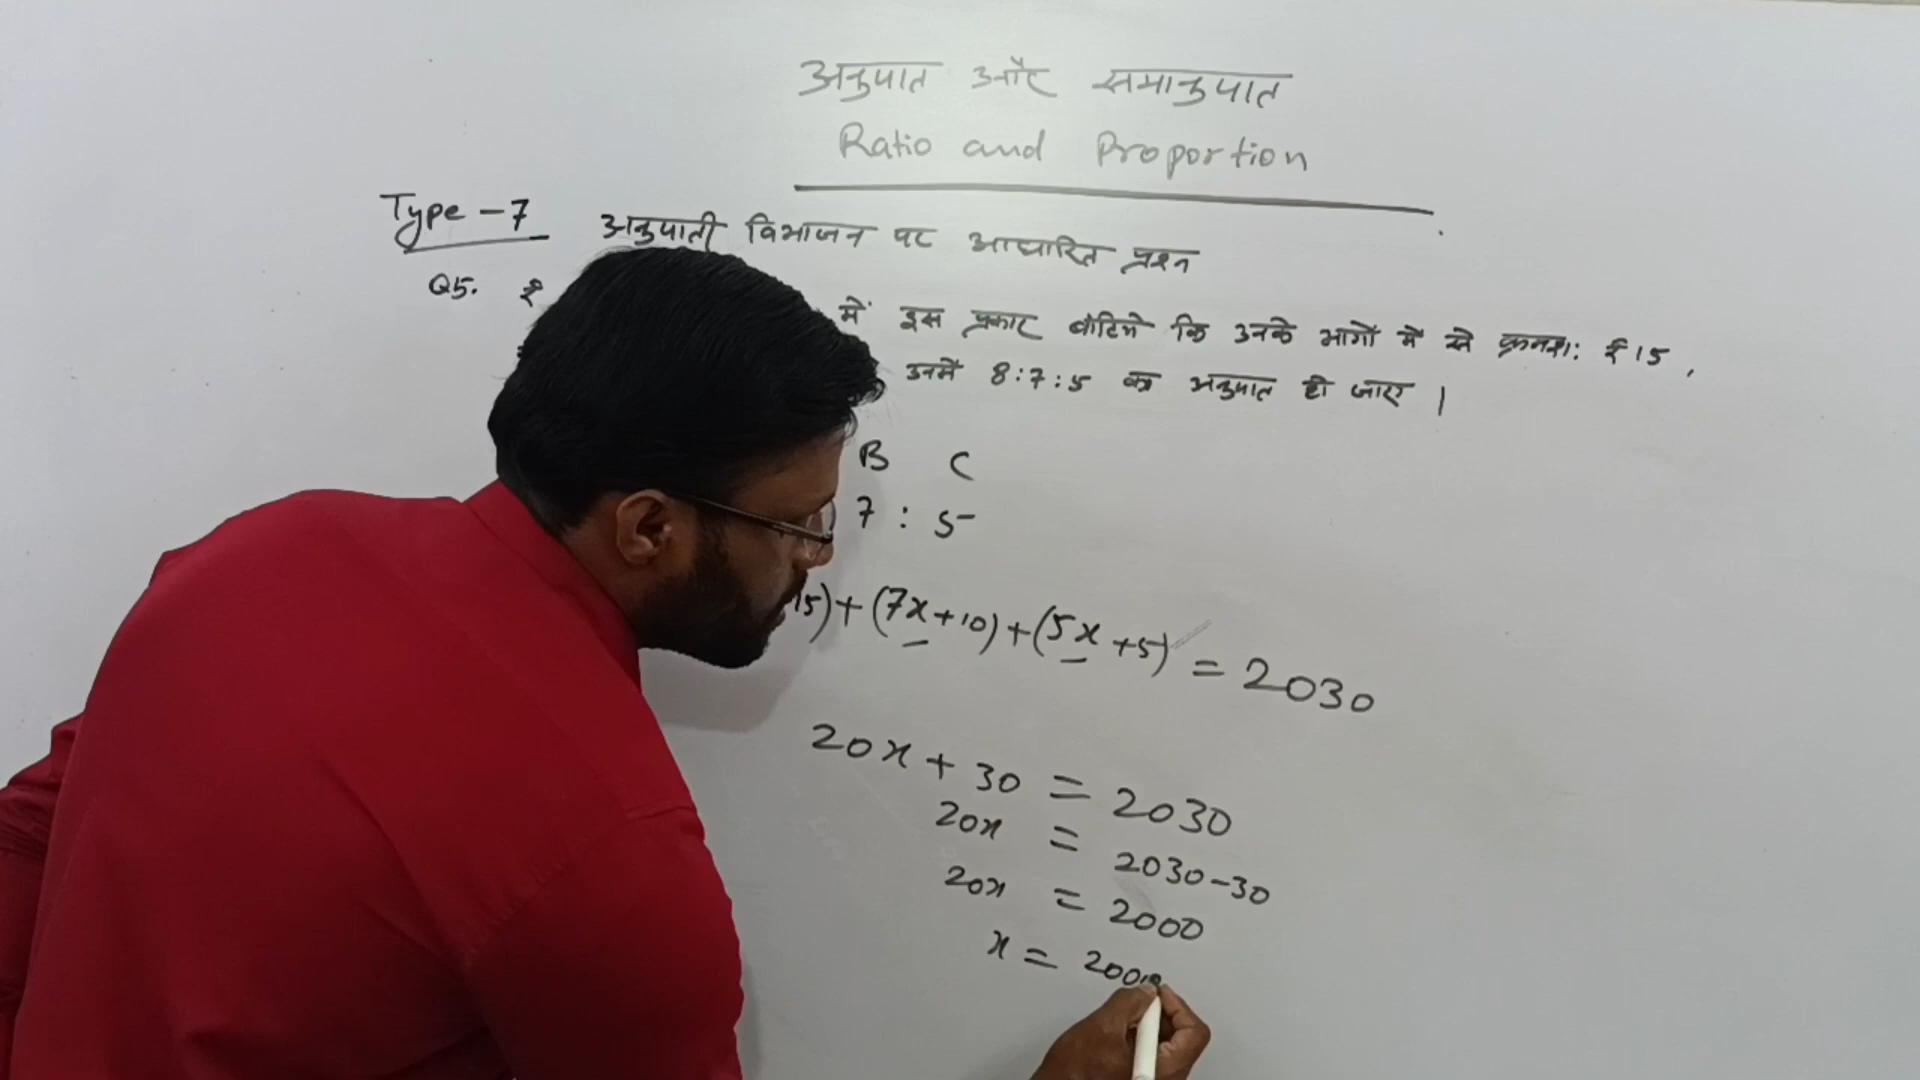 अनुपात और समानुपात
Ratio and Proportion
Type-7 अनुपाती विभाजन पर आधारित प्रश्न
Q5. ₹ में इस प्रकार बाँटिये कि उनके भागों में से क्रमशः ₹15,
उनमें 8:7:5 का अनुपात हो जाए ।
B C
7 : 5
15)+(7x+10)+(5x+5) = 2030
20x + 30 = 2030
20x = 2030-30
20x = 2000
x = 2000